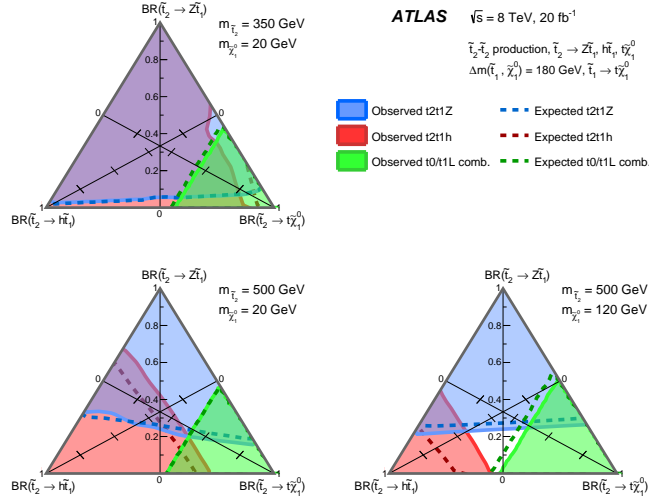 BR(t̃₂ → Zt̃₁)
m_t̃₂ = 350 GeV
m_χ̃₁⁰ = 20 GeV
1
0.8
0.6
0.4
0.2
0
0
1
0
1
BR(t̃₂ → ht̃₁)
BR(t̃₂ → tχ̃₁⁰)
ATLAS √s = 8 TeV, 20 fb⁻¹
t̃₂-t̃₂ production, t̃₂ → Zt̃₁, ht̃₁, tχ̃₁⁰
Δm(t̃₁, χ̃₁⁰) = 180 GeV, t̃₁ → tχ̃₁⁰
Observed t2t1Z Expected t2t1Z
Observed t2t1h Expected t2t1h
Observed t0/t1L comb. Expected t0/t1L comb.
BR(t̃₂ → Zt̃₁)
m_t̃₂ = 500 GeV
m_χ̃₁⁰ = 20 GeV
1
0.8
0.6
0.4
0.2
0
0
1
0
1
BR(t̃₂ → ht̃₁)
BR(t̃₂ → tχ̃₁⁰)
BR(t̃₂ → Zt̃₁)
m_t̃₂ = 500 GeV
m_χ̃₁⁰ = 120 GeV
1
0.8
0.6
0.4
0.2
0
0
1
0
1
BR(t̃₂ → ht̃₁)
BR(t̃₂ → tχ̃₁⁰)